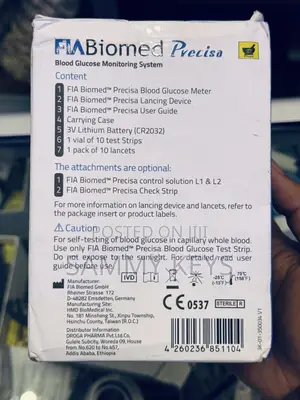 FIABiomed Precisa
Blood Glucose Monitoring System
Content
1 FIA Biomed™ Precisa Blood Glucose Meter
2 FIA Biomed™ Precisa Lancing Device
3 FIA Biomed™ Precisa User Guide
4 Carrying Case
5 3V Lithium Battery (CR2032)
6 1 vial of 10 test Strips
7 1 pack of 10 lancets
The attachments are optional:
1 FIA Biomed™ Precisa control solution L1 & L2
2 FIA Biomed™ Precisa Check Strip
For more information on lancing device and lancets,
refer to the package insert or product labels.
POSTED ON JIJI
SAMMY KEYS
Caution:
For self-testing of blood glucose in capillary whole blood.
Use only FIA Biomed™ Precisa Blood Glucose Test Strip.
Do not expose to the sunlight. For detailed read
user guide before use.
Manufacturer
FIA Biomed GmbH
Rheiner Strasse 172
D-48282 Emsdetten, Germany
Manufactured by:
HMD BioMedical Inc.
No. 181 Minsheng St., Xinpu Township,
Hsinchu County, TAIWAN (R.O.C.)
Distributor Information
DROGA PHARMA Pvt.Ltd Co.
Gulele Subcity, Woreda 09, House
from No.620 to No.657,
Addis Ababa, Ethiopia
IVD
CE 0537
STERILE R
4 260236 851104